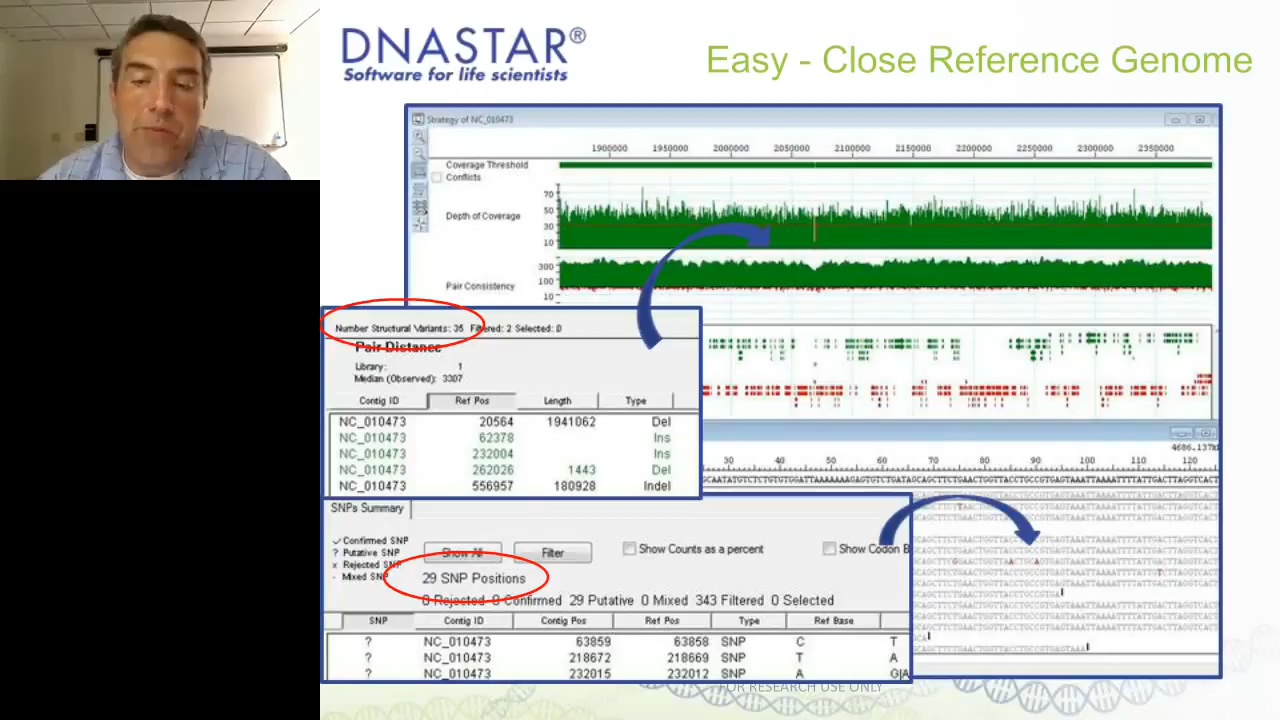 DNASTAR®
Software for life scientists
Easy - Close Reference Genome
Strategy of NC_010473
1900000 1950000 2000000 2050000 2100000 2150000 2200000 2250000 2300000 2350000
Coverage Threshold
Conflicts
Depth of Coverage
70
50
30
10
Pair Consistency
300
100
10
Number Structural Variants: 36 Filtered: 2 Selected: 0
Pair Distance
Library: 1
Median (Observed): 3307
Contig ID Ref Pos Length Type
NC_010473 20564 1941062 Del
NC_010473 62378 Ins
NC_010473 232004 Ins
NC_010473 262026 1443 Del
NC_010473 556957 180928 Indel
4686.137k
30 40 50 60 70 80 90 100 110 120
SNPs Summary
Confirmed SNP
? Putative SNP
x Rejected SNP
- Mixed SNP
Show All Filter Show Counts as a percent Show Codon B
29 SNP Positions
0 Rejected 0 Confirmed 29 Putative 0 Mixed 343 Filtered 0 Selected
SNP Contig ID Contig Pos Ref Pos Type Ref Base
? NC_010473 63859 63858 SNP C T
? NC_010473 218672 218669 SNP T A
? NC_010473 232015 232012 SNP A G|A
FOR RESEARCH USE ONLY